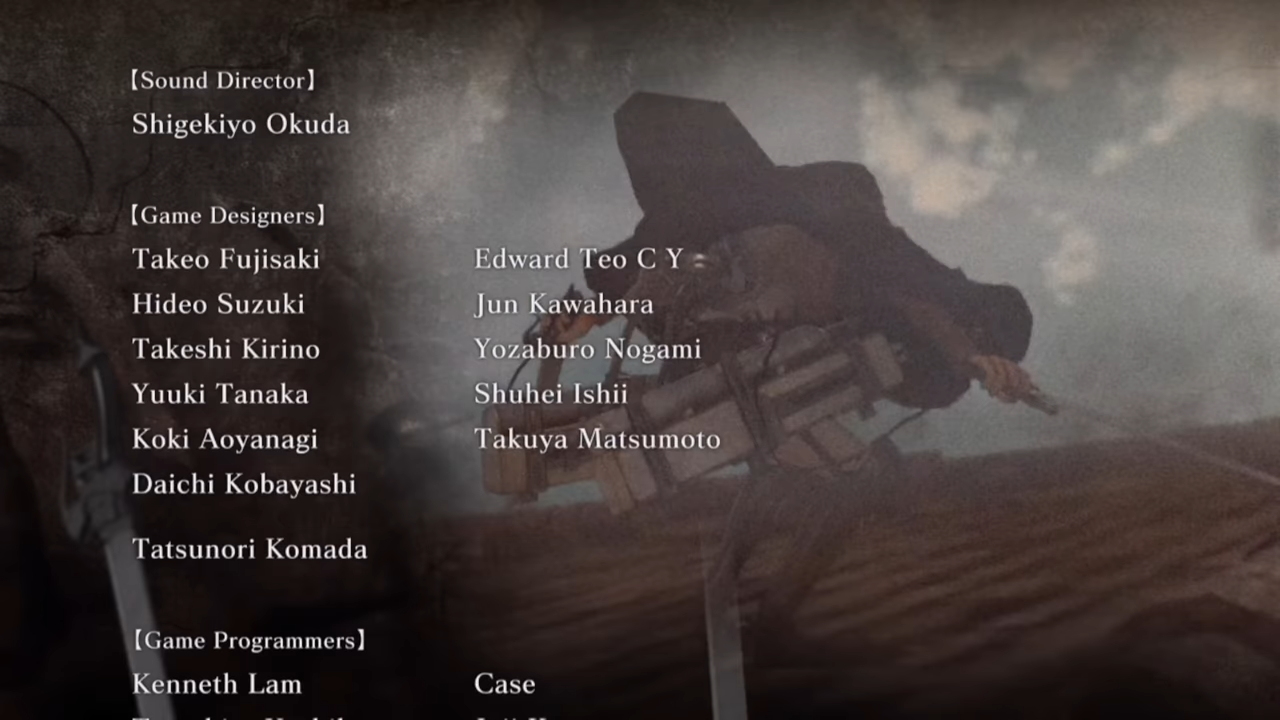 【Sound Director】
Shigekiyo Okuda
【Game Designers】
Takeo Fujisaki Edward Teo C Y
Hideo Suzuki Jun Kawahara
Takeshi Kirino Yozaburo Nogami
Yuuki Tanaka Shuhei Ishii
Koki Aoyanagi Takuya Matsumoto
Daichi Kobayashi
Tatsunori Komada
【Game Programmers】
Kenneth Lam Case